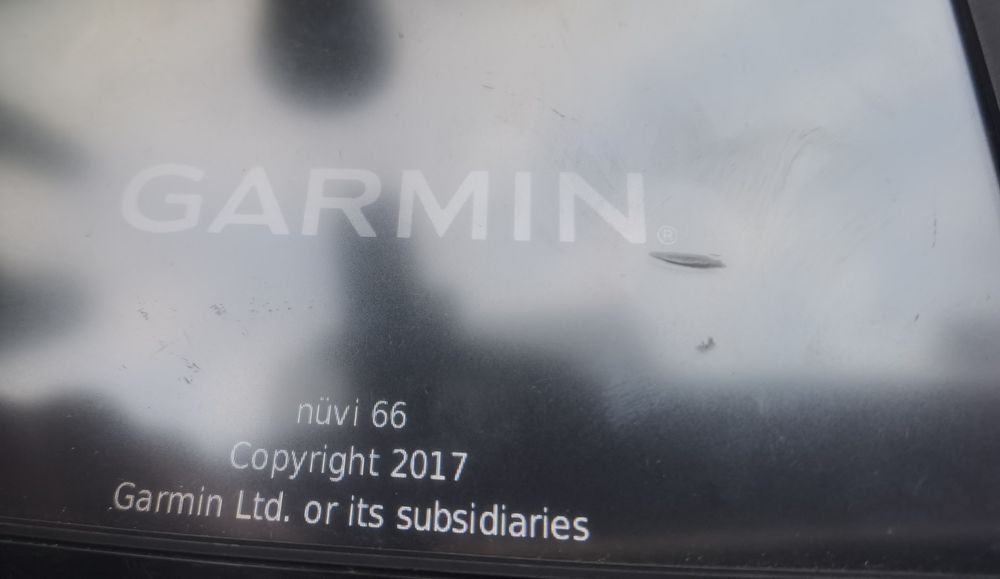 GARMIN®
nüvi 66
Copyright 2017
Garmin Ltd. or its subsidiaries